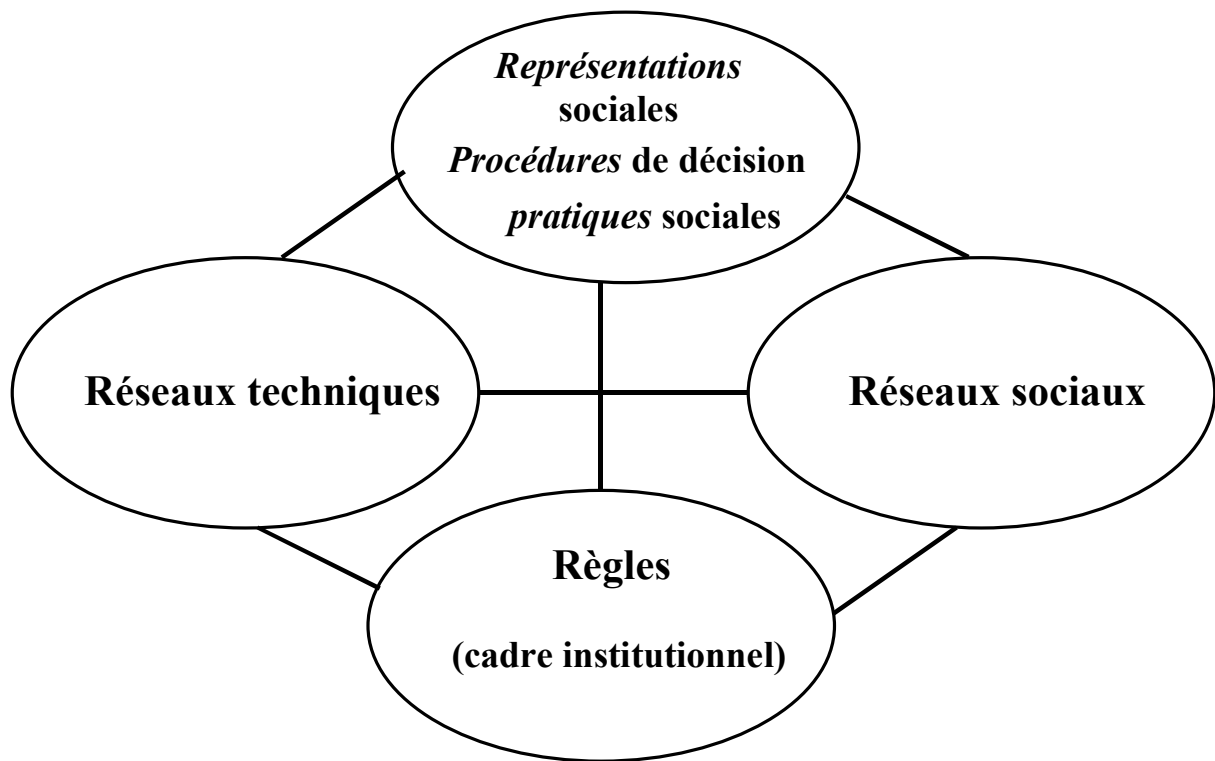 Représentations
sociales
Procédures de décision
pratiques sociales
Réseaux techniques
Réseaux sociaux
Règles
(cadre institutionnel)